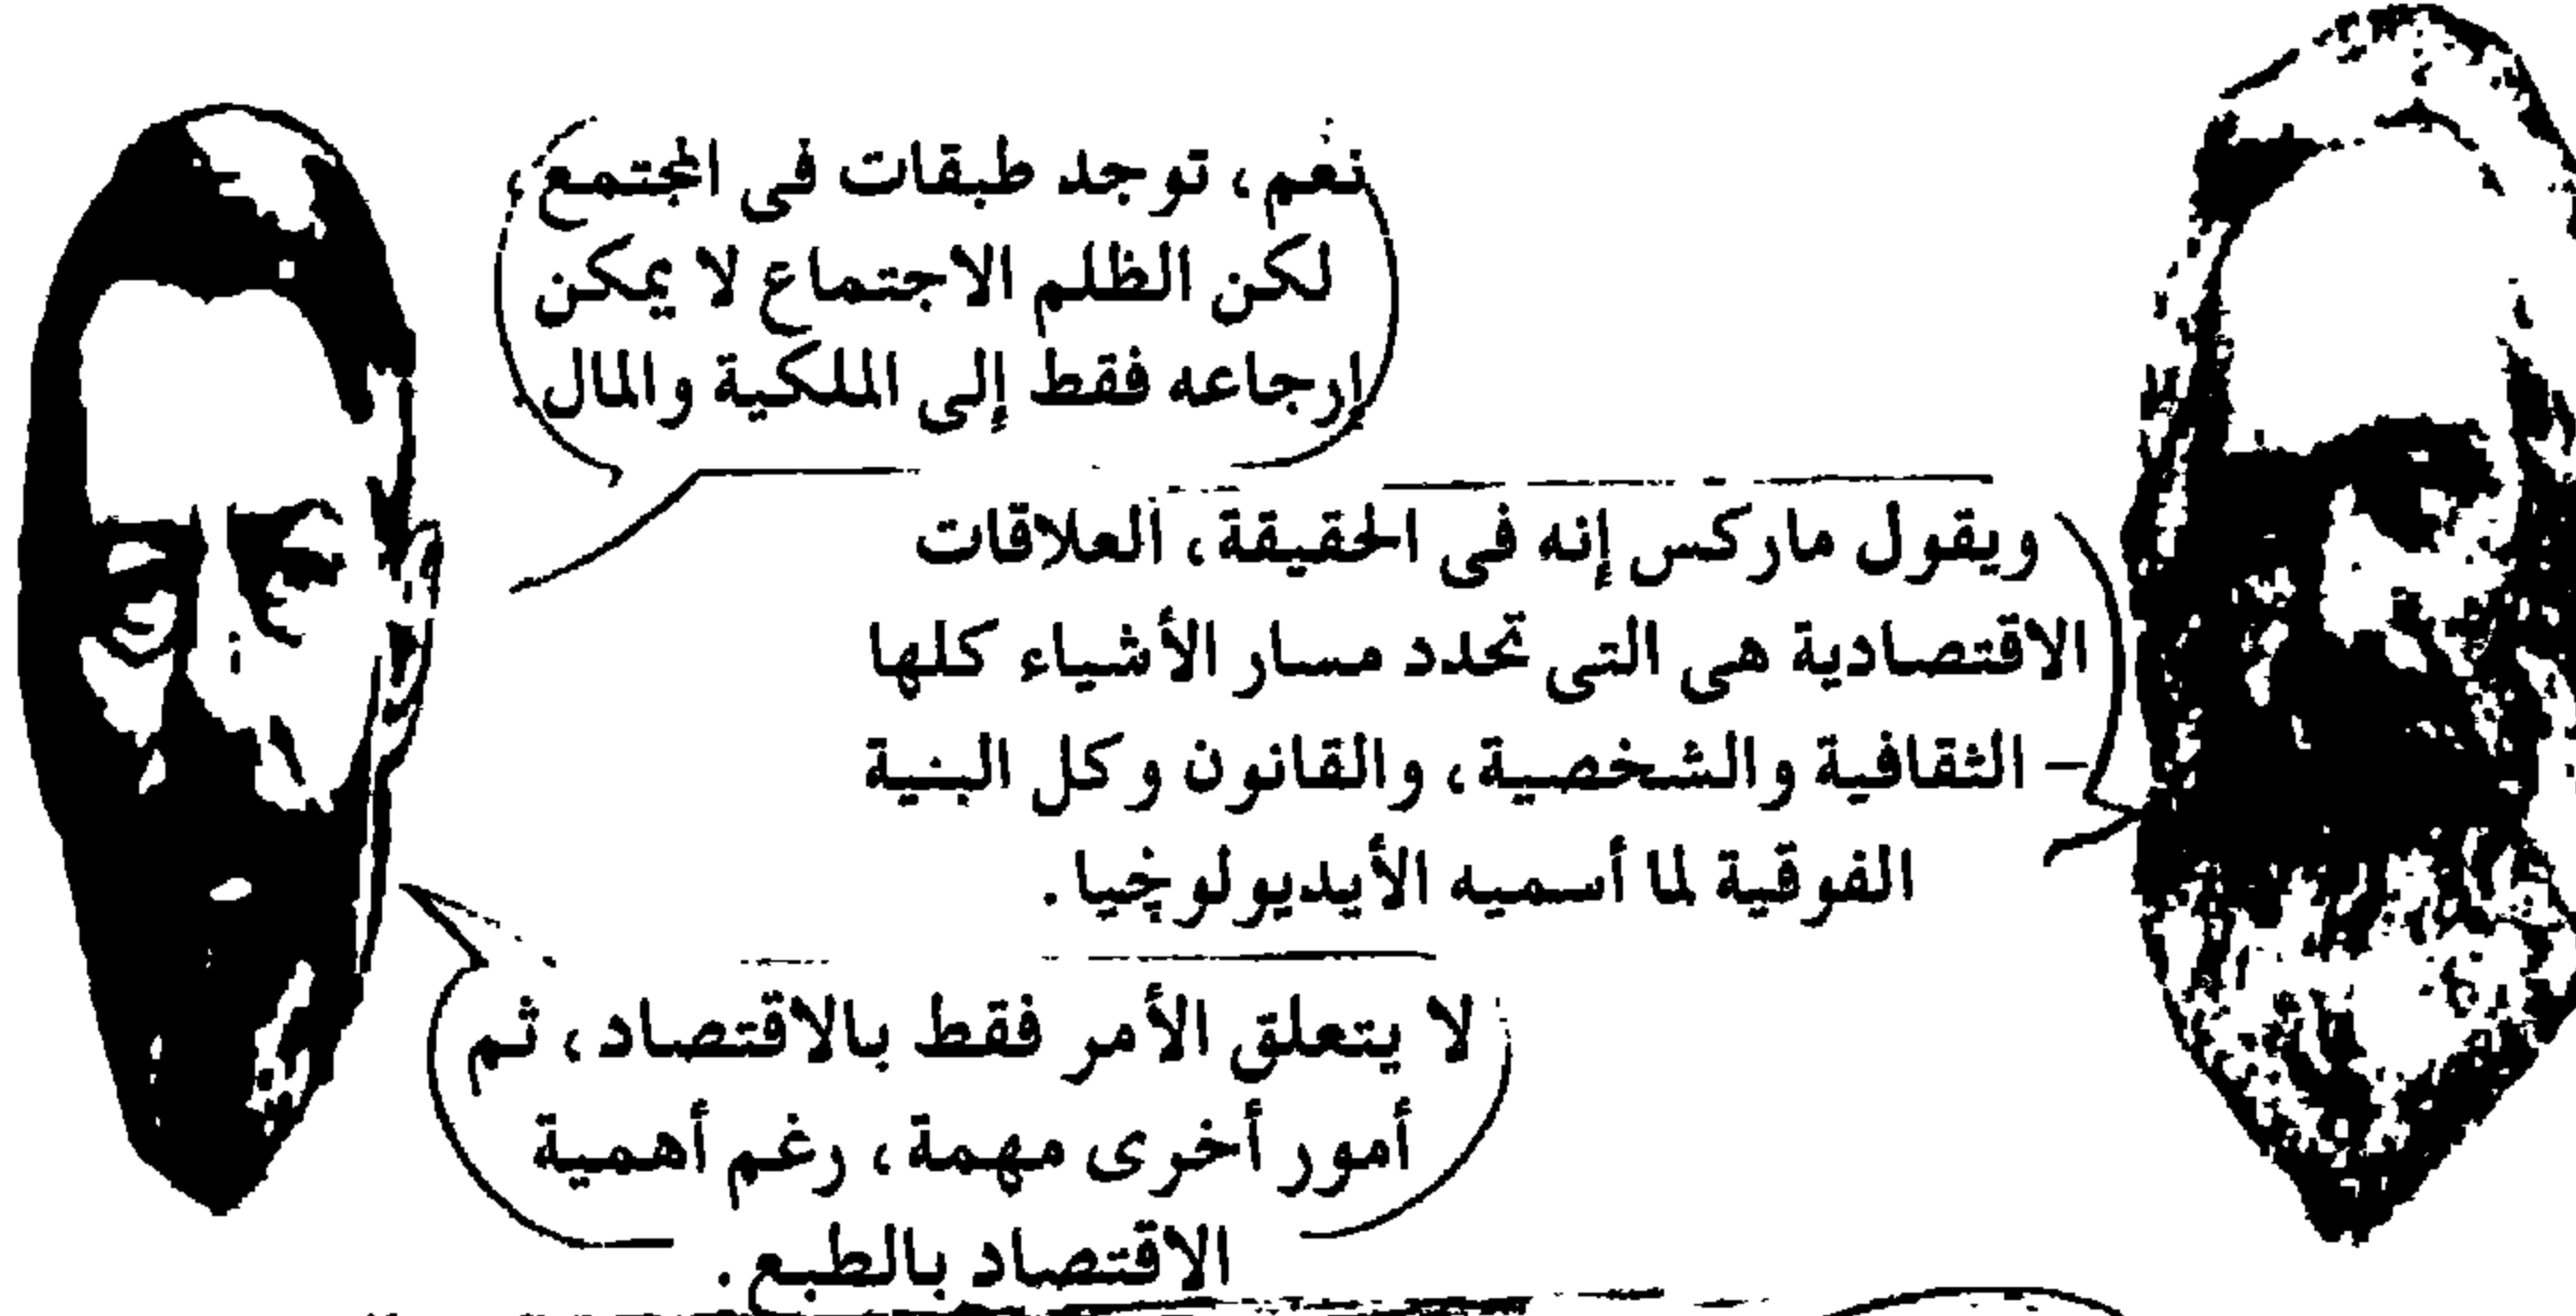 نعم، توجد طبقات فى المجتمع،
لكن الظلم الاجتماع لا يمكن
إرجاعه فقط إلى الملكية والمال.
ويقول ماركس إنه فى الحقيقة، العلاقات
الاقتصادية هى التى تحدد مسار الأشياء كلها
– الثقافية والشخصية، والقانون وكل البنية
الفوقية لما أسميه الأيديولوچيا.
لا يتعلق الأمر فقط بالاقتصاد، ثم
أمور أخرى مهمة، رغم أهمية
الاقتصاد بالطبع.